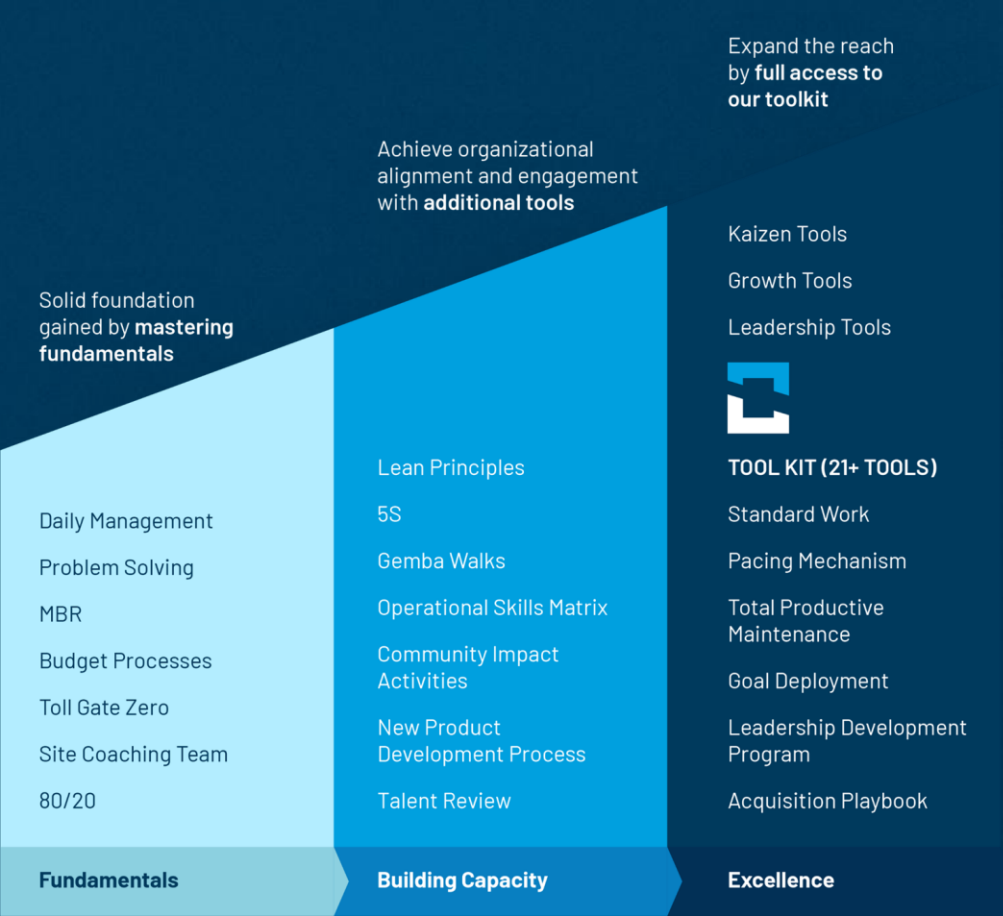 Expand the reach
by full access to
our toolkit
Achieve organizational
alignment and engagement
with additional tools
Solid foundation
gained by mastering
fundamentals
Daily Management
Problem Solving
MBR
Budget Processes
Toll Gate Zero
Site Coaching Team
80/20
Fundamentals
Lean Principles
5S
Gemba Walks
Operational Skills Matrix
Community Impact
Activities
New Product
Development Process
Talent Review
Building Capacity
Kaizen Tools
Growth Tools
Leadership Tools
TOOL KIT (21+ TOOLS)
Standard Work
Pacing Mechanism
Total Productive
Maintenance
Goal Deployment
Leadership Development
Program
Acquisition Playbook
Excellence